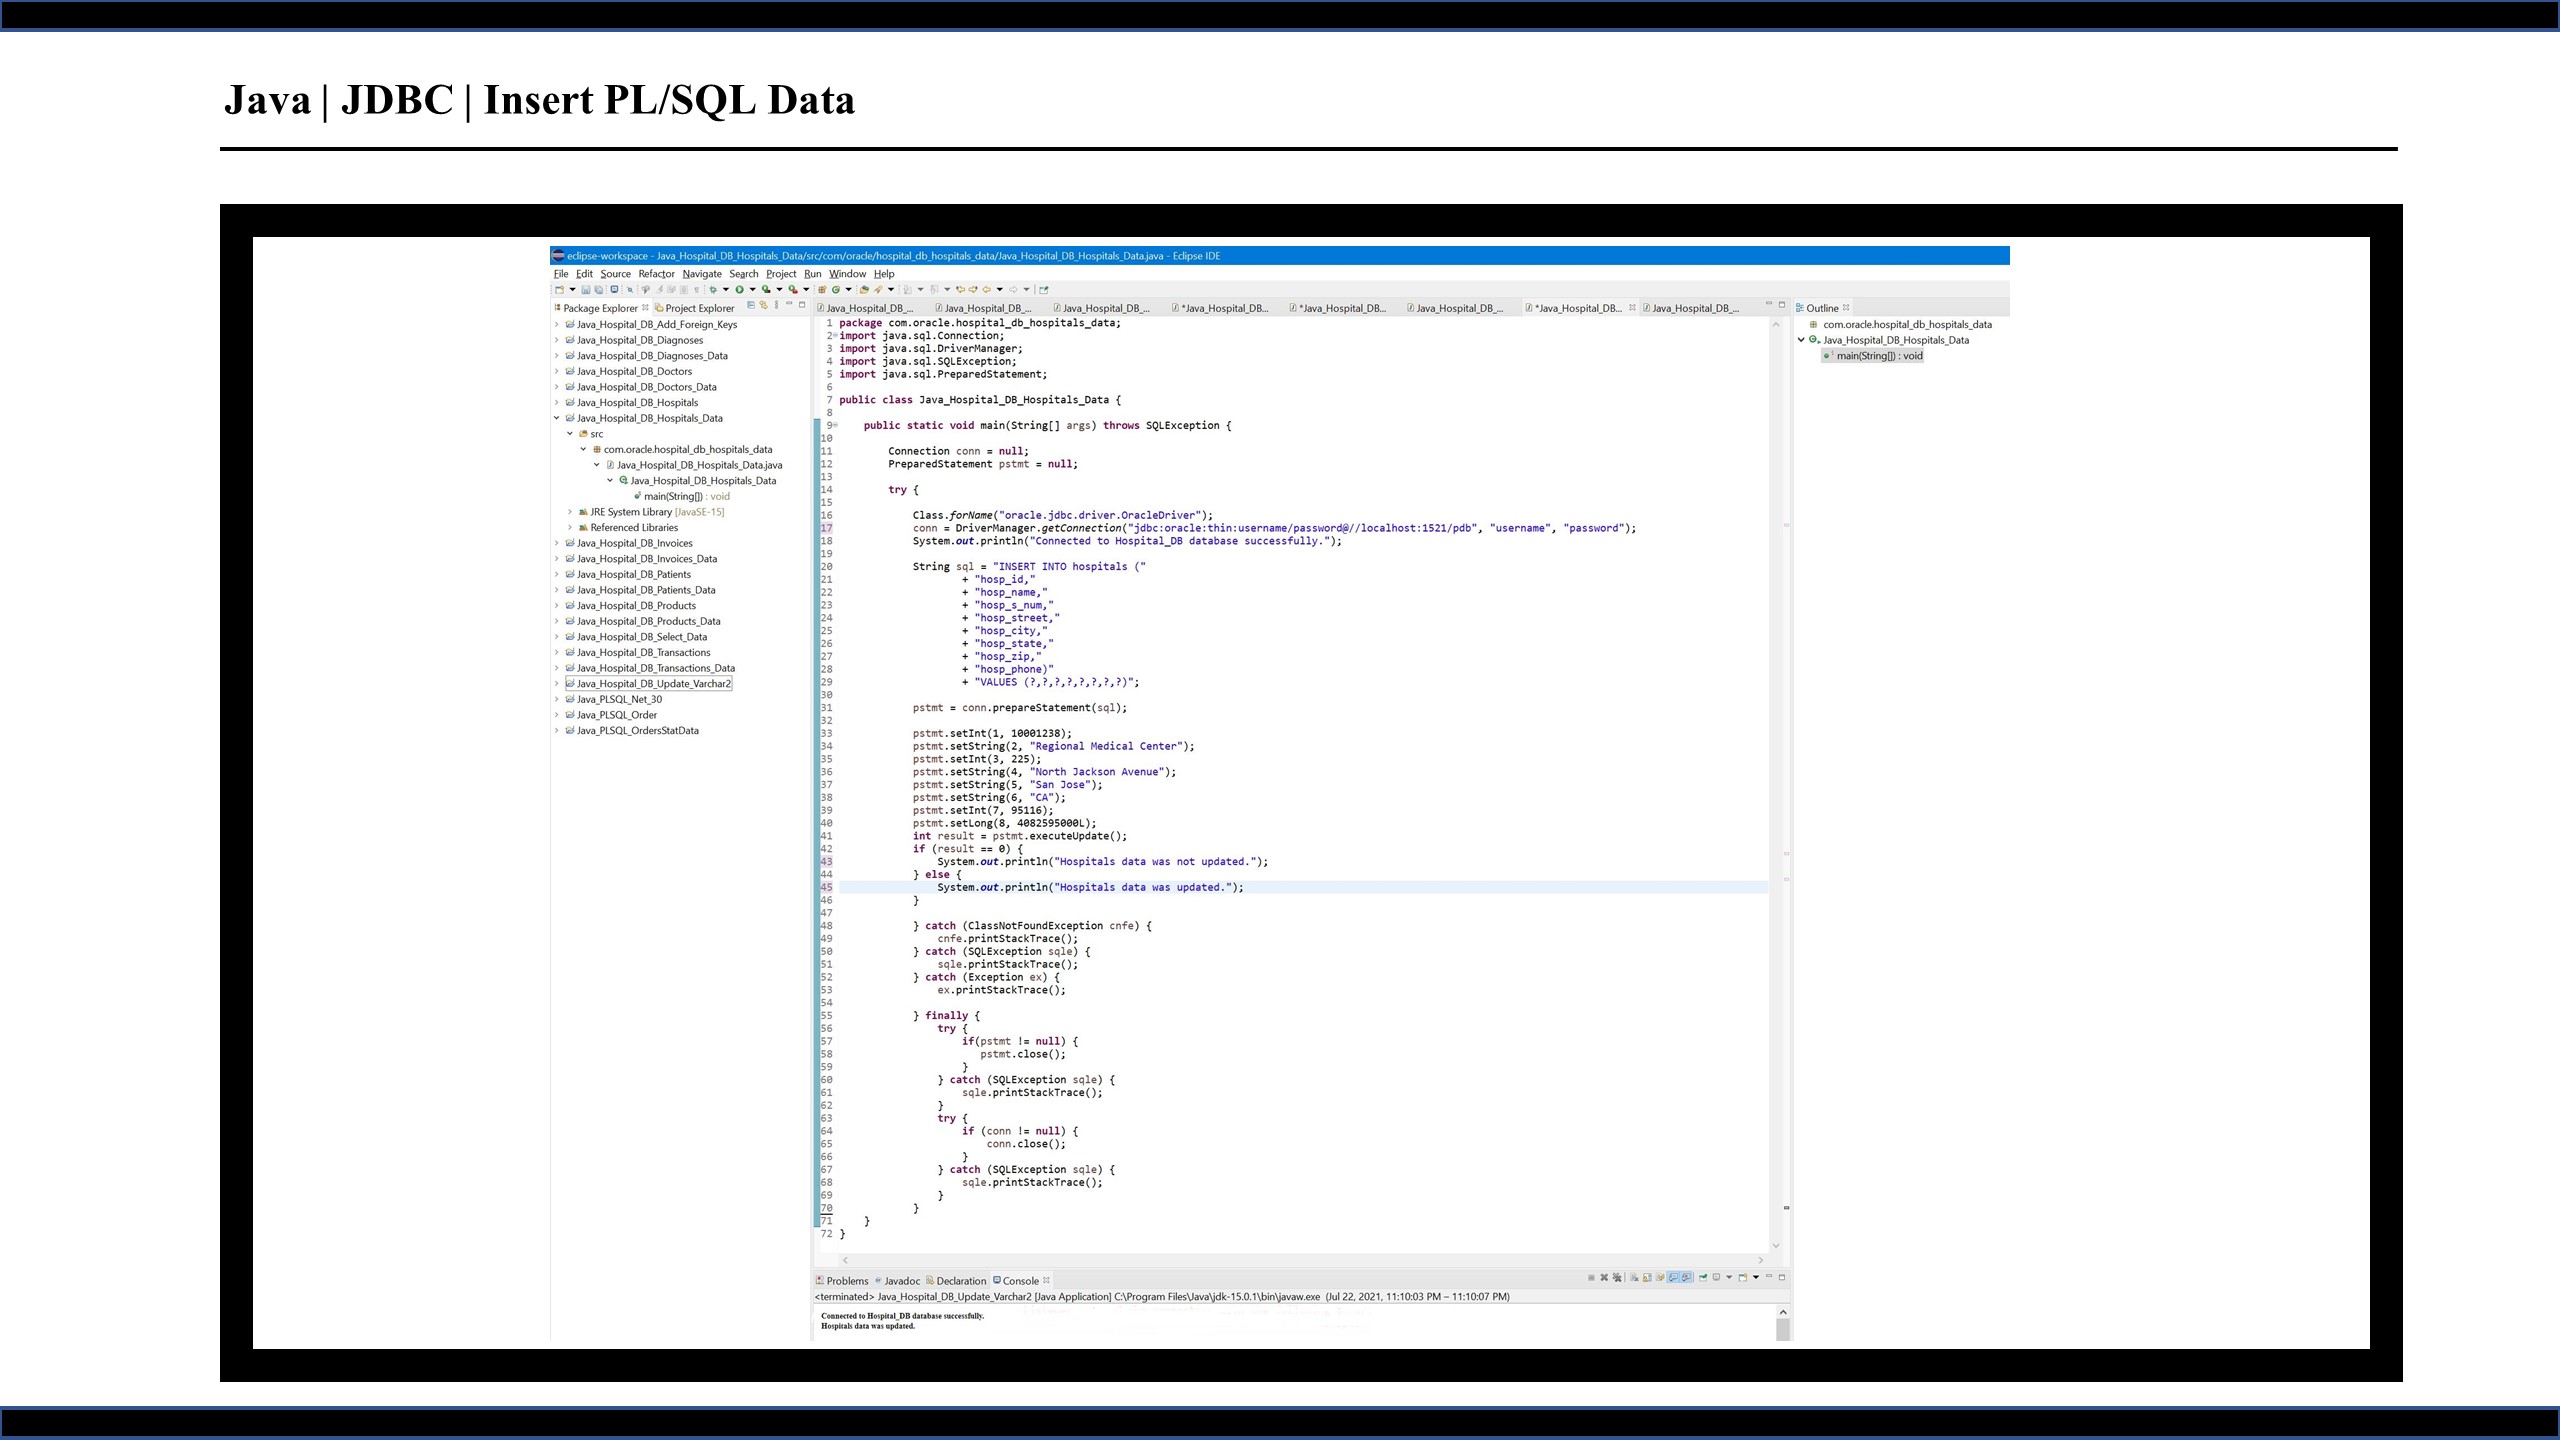 Java | JDBC | Insert PL/SQL Data
eclipse-workspace - Java_Hospital_DB_Hospitals_Data/src/com/oracle/hospital_db_hospitals_data/Java_Hospital_DB_Hospitals_Data.java - Eclipse IDE
File Edit Source Refactor Navigate Search Project Run Window Help
Package Explorer Project Explorer
Java_Hospital_DB_Add_Foreign_Keys
Java_Hospital_DB_Diagnoses
Java_Hospital_DB_Diagnoses_Data
Java_Hospital_DB_Doctors
Java_Hospital_DB_Doctors_Data
Java_Hospital_DB_Hospitals
Java_Hospital_DB_Hospitals_Data
src
com.oracle.hospital_db_hospitals_data
Java_Hospital_DB_Hospitals_Data.java
Java_Hospital_DB_Hospitals_Data
main(String[]) : void
JRE System Library [JavaSE-15]
Referenced Libraries
Java_Hospital_DB_Invoices
Java_Hospital_DB_Invoices_Data
Java_Hospital_DB_Patients
Java_Hospital_DB_Patients_Data
Java_Hospital_DB_Products
Java_Hospital_DB_Products_Data
Java_Hospital_DB_Select_Data
Java_Hospital_DB_Transactions
Java_Hospital_DB_Transactions_Data
Java_Hospital_DB_Update_Varchar2
Java_PLSQL_Net_30
Java_PLSQL_Order
Java_PLSQL_OrdersStatData
Java_Hospital_DB_... Java_Hospital_DB_... Java_Hospital_DB_... *Java_Hospital_DB... *Java_Hospital_DB... Java_Hospital_DB_... *Java_Hospital_DB... Java_Hospital_DB_...
1 package com.oracle.hospital_db_hospitals_data;
2 import java.sql.Connection;
3 import java.sql.DriverManager;
4 import java.sql.SQLException;
5 import java.sql.PreparedStatement;
6
7 public class Java_Hospital_DB_Hospitals_Data {
8
9 public static void main(String[] args) throws SQLException {
10
11 Connection conn = null;
12 PreparedStatement pstmt = null;
13
14 try {
15
16 Class.forName("oracle.jdbc.driver.OracleDriver");
17 conn = DriverManager.getConnection("jdbc:oracle:thin:username/password@//localhost:1521/pdb", "username", "password");
18 System.out.println("Connected to Hospital_DB database successfully.");
19
20 String sql = "INSERT INTO hospitals ("
21 + "hosp_id,"
22 + "hosp_name,"
23 + "hosp_s_num,"
24 + "hosp_street,"
25 + "hosp_city,"
26 + "hosp_state,"
27 + "hosp_zip,"
28 + "hosp_phone)"
29 + "VALUES (?,?,?,?,?,?,?,?)";
30
31 pstmt = conn.prepareStatement(sql);
32
33 pstmt.setInt(1, 10001238);
34 pstmt.setString(2, "Regional Medical Center");
35 pstmt.setInt(3, 225);
36 pstmt.setString(4, "North Jackson Avenue");
37 pstmt.setString(5, "San Jose");
38 pstmt.setString(6, "CA");
39 pstmt.setInt(7, 95116);
40 pstmt.setLong(8, 4082595000L);
41 int result = pstmt.executeUpdate();
42 if (result == 0) {
43 System.out.println("Hospitals data was not updated.");
44 } else {
45 System.out.println("Hospitals data was updated.");
46 }
47
48 } catch (ClassNotFoundException cnfe) {
49 cnfe.printStackTrace();
50 } catch (SQLException sqle) {
51 sqle.printStackTrace();
52 } catch (Exception ex) {
53 ex.printStackTrace();
54
55 } finally {
56 try {
57 if(pstmt != null) {
58 pstmt.close();
59 }
60 } catch (SQLException sqle) {
61 sqle.printStackTrace();
62 }
63 try {
64 if (conn != null) {
65 conn.close();
66 }
67 } catch (SQLException sqle) {
68 sqle.printStackTrace();
69 }
70 }
71 }
72 }
Outline
com.oracle.hospital_db_hospitals_data
Java_Hospital_DB_Hospitals_Data
main(String[]) : void
Problems Javadoc Declaration Console
<terminated> Java_Hospital_DB_Update_Varchar2 [Java Application] C:\Program Files\Java\jdk-15.0.1\bin\javaw.exe (Jul 22, 2021, 11:10:03 PM – 11:10:07 PM)
Connected to Hospital_DB database successfully.
Hospitals data was updated.